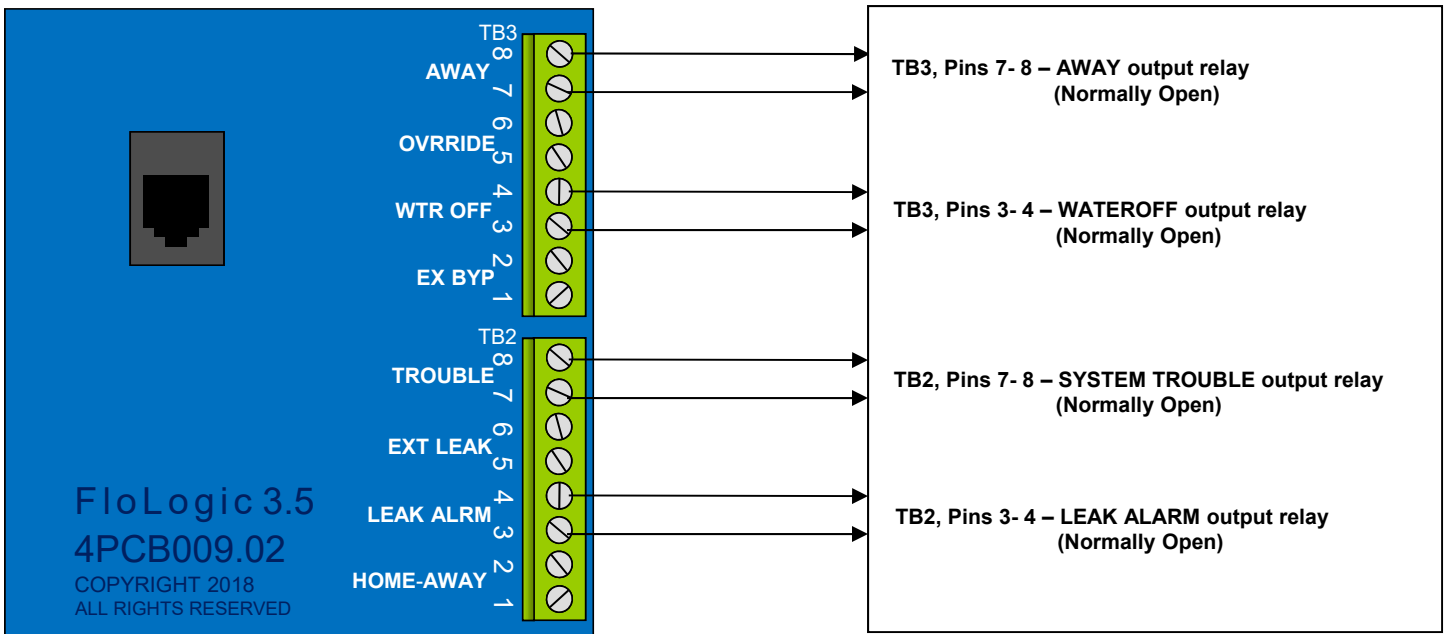 TB3
8
AWAY
7
6
OVRRIDE
5
4
WTR OFF
3
2
EX BYP
1
TB2
8
TROUBLE
7
6
EXT LEAK
5
4
LEAK ALRM
3
2
HOME-AWAY
1
FloLogic 3.5
4PCB009.02
COPYRIGHT 2018
ALL RIGHTS RESERVED
TB3, Pins 7- 8 – AWAY output relay
(Normally Open)
TB3, Pins 3- 4 – WATEROFF output relay
(Normally Open)
TB2, Pins 7- 8 – SYSTEM TROUBLE output relay
(Normally Open)
TB2, Pins 3- 4 – LEAK ALARM output relay
(Normally Open)